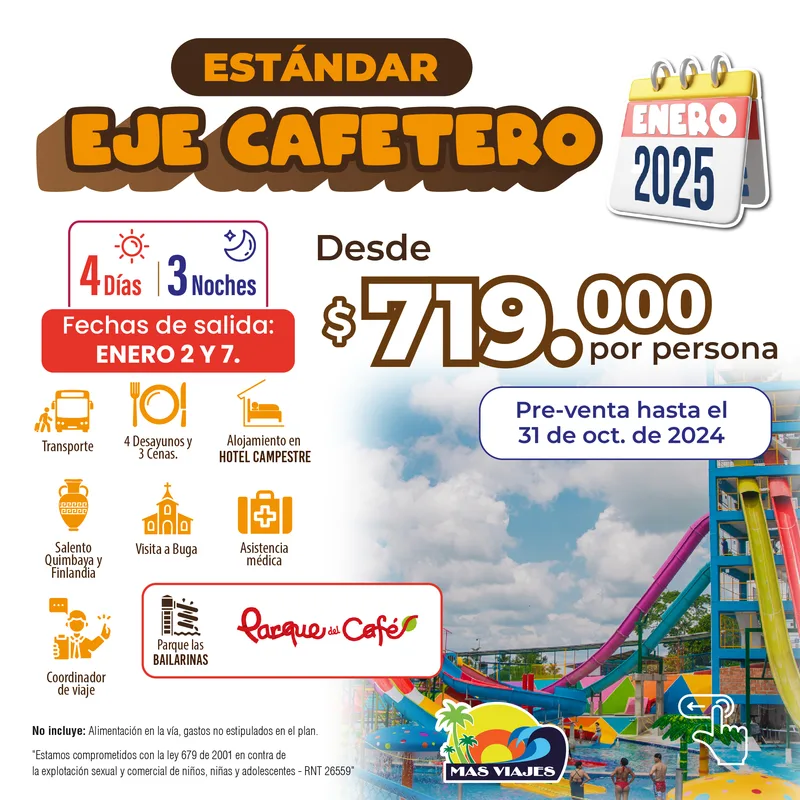 ESTÁNDAR
EJE CAFETERO
ENERO
2025
4 Días
3 Noches
Fechas de salida:
ENERO 2 Y 7.
Desde
$ 719.000
por persona
Pre-venta hasta el
31 de oct. de 2024
Transporte
4 Desayunos y
3 Cenas.
Alojamiento en
HOTEL CAMPESTRE
Salento
Quimbaya y
Finlandia
Visita a Buga
Asistencia
médica
Coordinador
de viaje
Parque las
BAILARINAS
Parque del Café
No incluye: Alimentación en la vía, gastos no estipulados en el plan.
"Estamos comprometidos con la ley 679 de 2001 en contra de
la explotación sexual y comercial de niños, niñas y adolescentes - RNT 26559"
MAS VIAJES